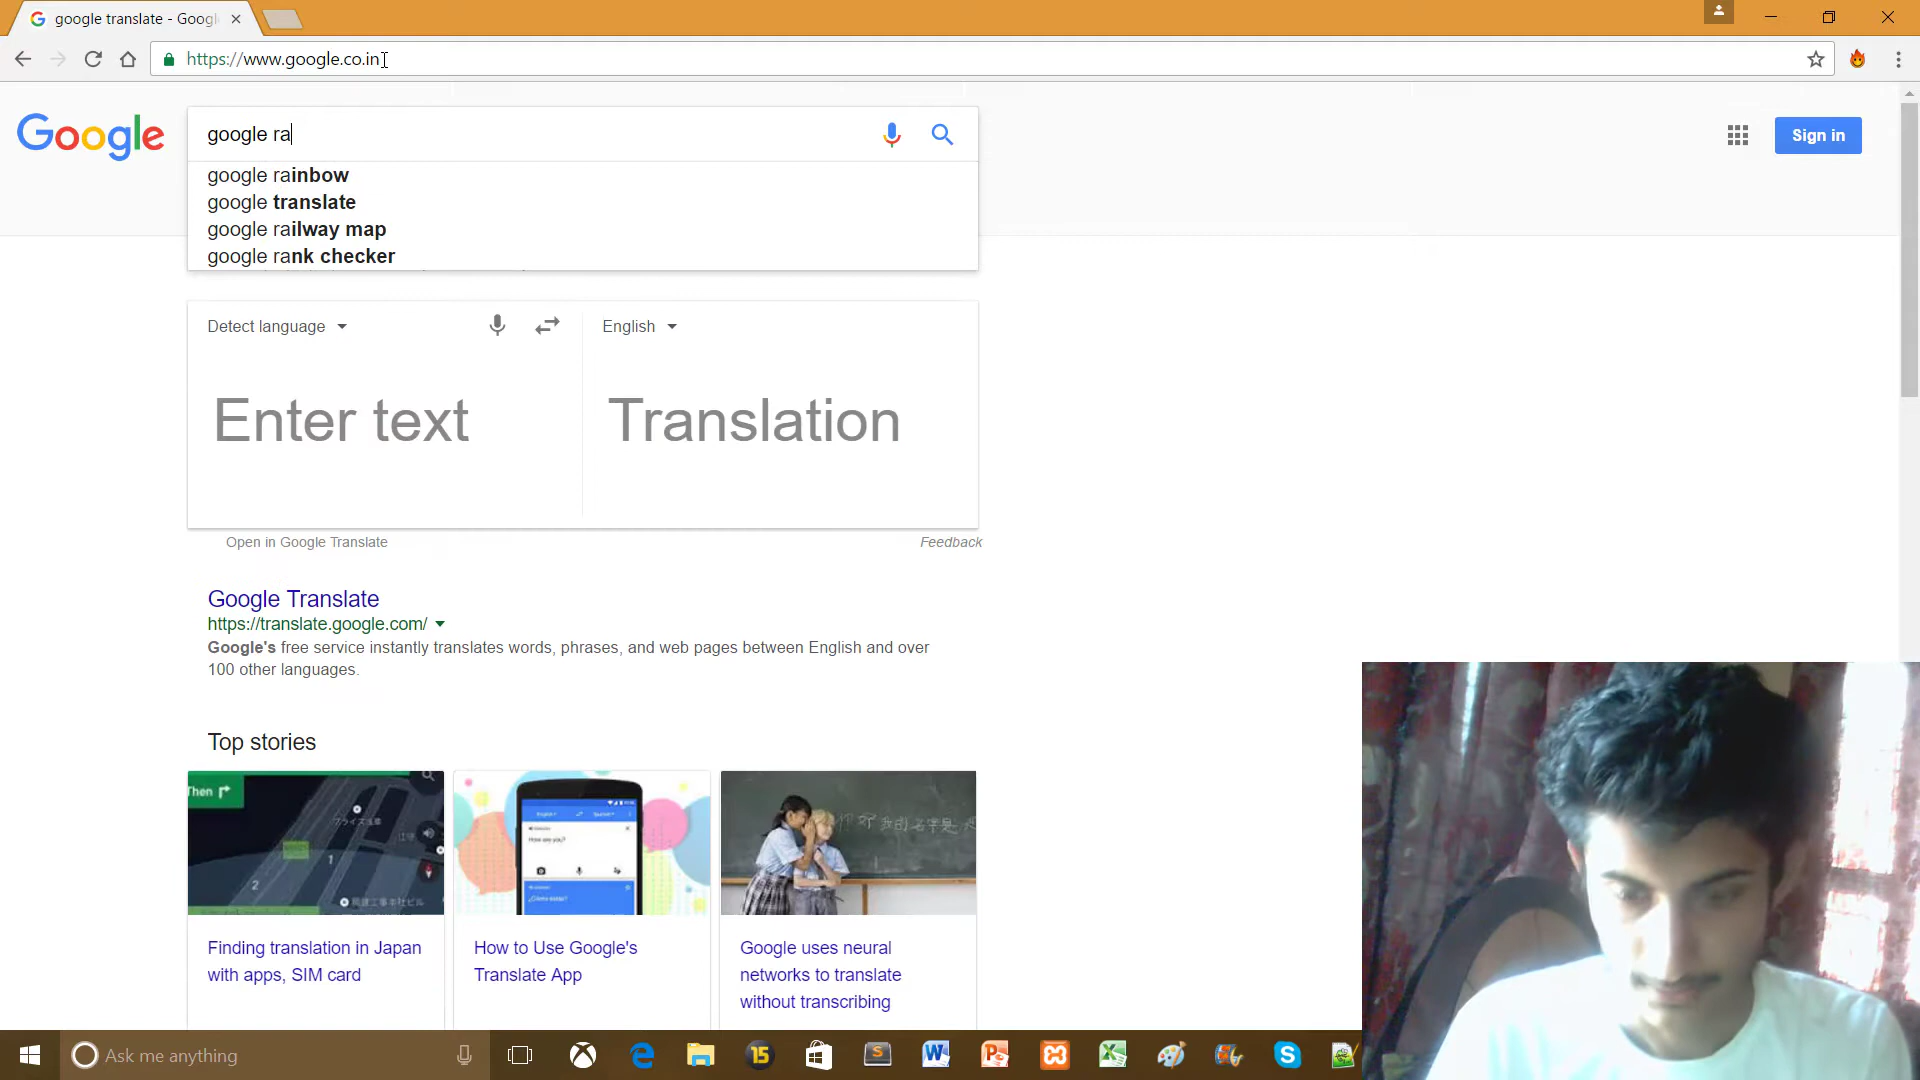 google translate - Googl
https://www.google.co.in
Google
google ra
Sign in
google rainbow
google translate
google railway map
google rank checker
Detect language
English
Enter text
Translation
Open in Google Translate
Feedback
Google Translate
https://translate.google.com/
Google's free service instantly translates words, phrases, and web pages between English and over
100 other languages.
Top stories
Then
1
2
Finding translation in Japan
with apps, SIM card
How to Use Google's
Translate App
Google uses neural
networks to translate
without transcribing
Ask me anything
15